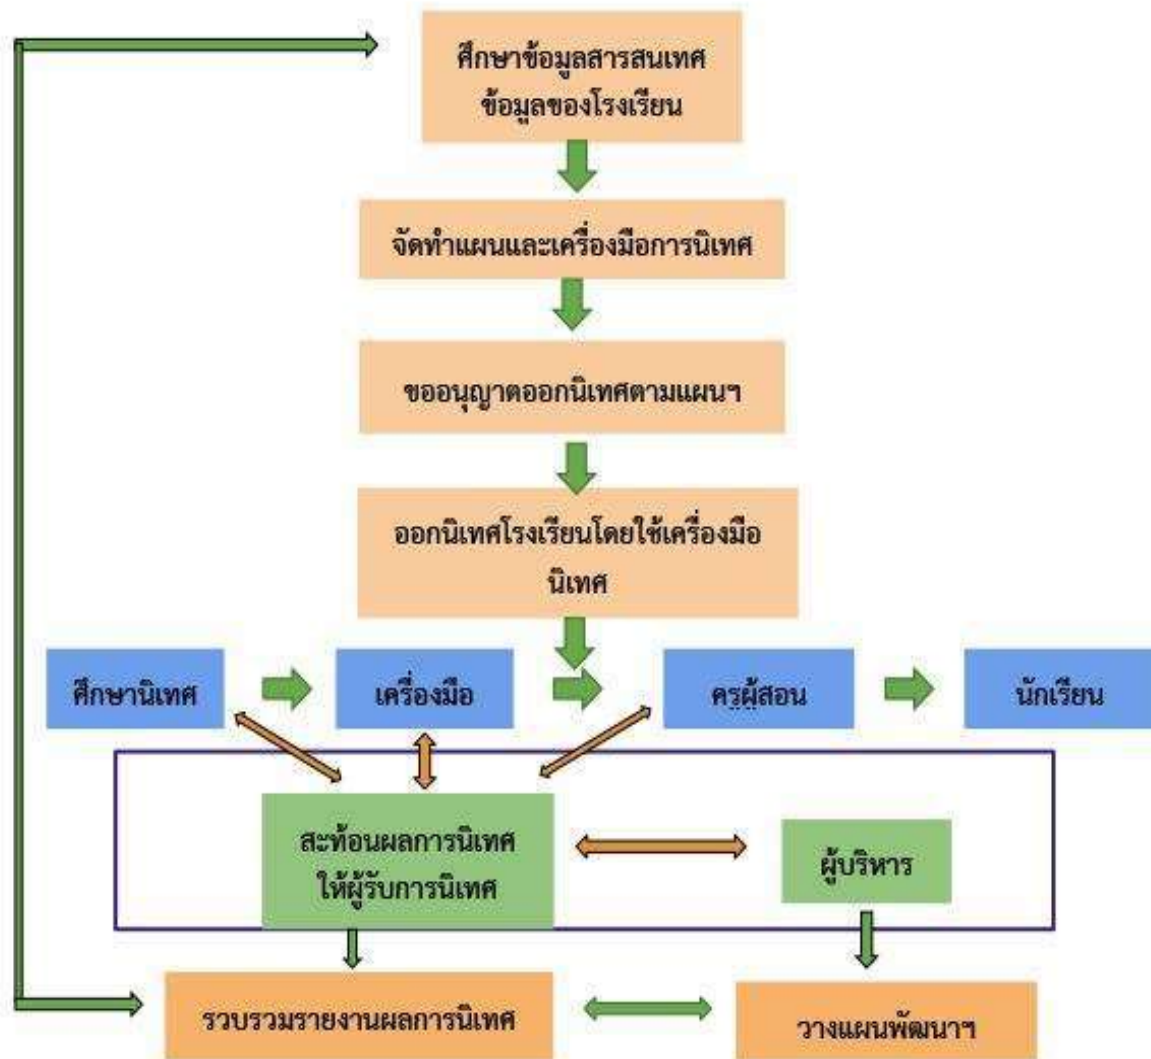 ศึกษาข้อมูลสารสนเทศ
ข้อมูลของโรงเรียน
จัดทำแผนและเครื่องมือการนิเทศ
ขออนุญาตออกนิเทศตามแผนฯ
ออกนิเทศโรงเรียนโดยใช้เครื่องมือ
นิเทศ
ศึกษานิเทศ
เครื่องมือ
ครูผู้สอน
นักเรียน
สะท้อนผลการนิเทศ
ให้ผู้รับการนิเทศ
ผู้บริหาร
รวบรวมรายงานผลการนิเทศ
วางแผนพัฒนาฯ